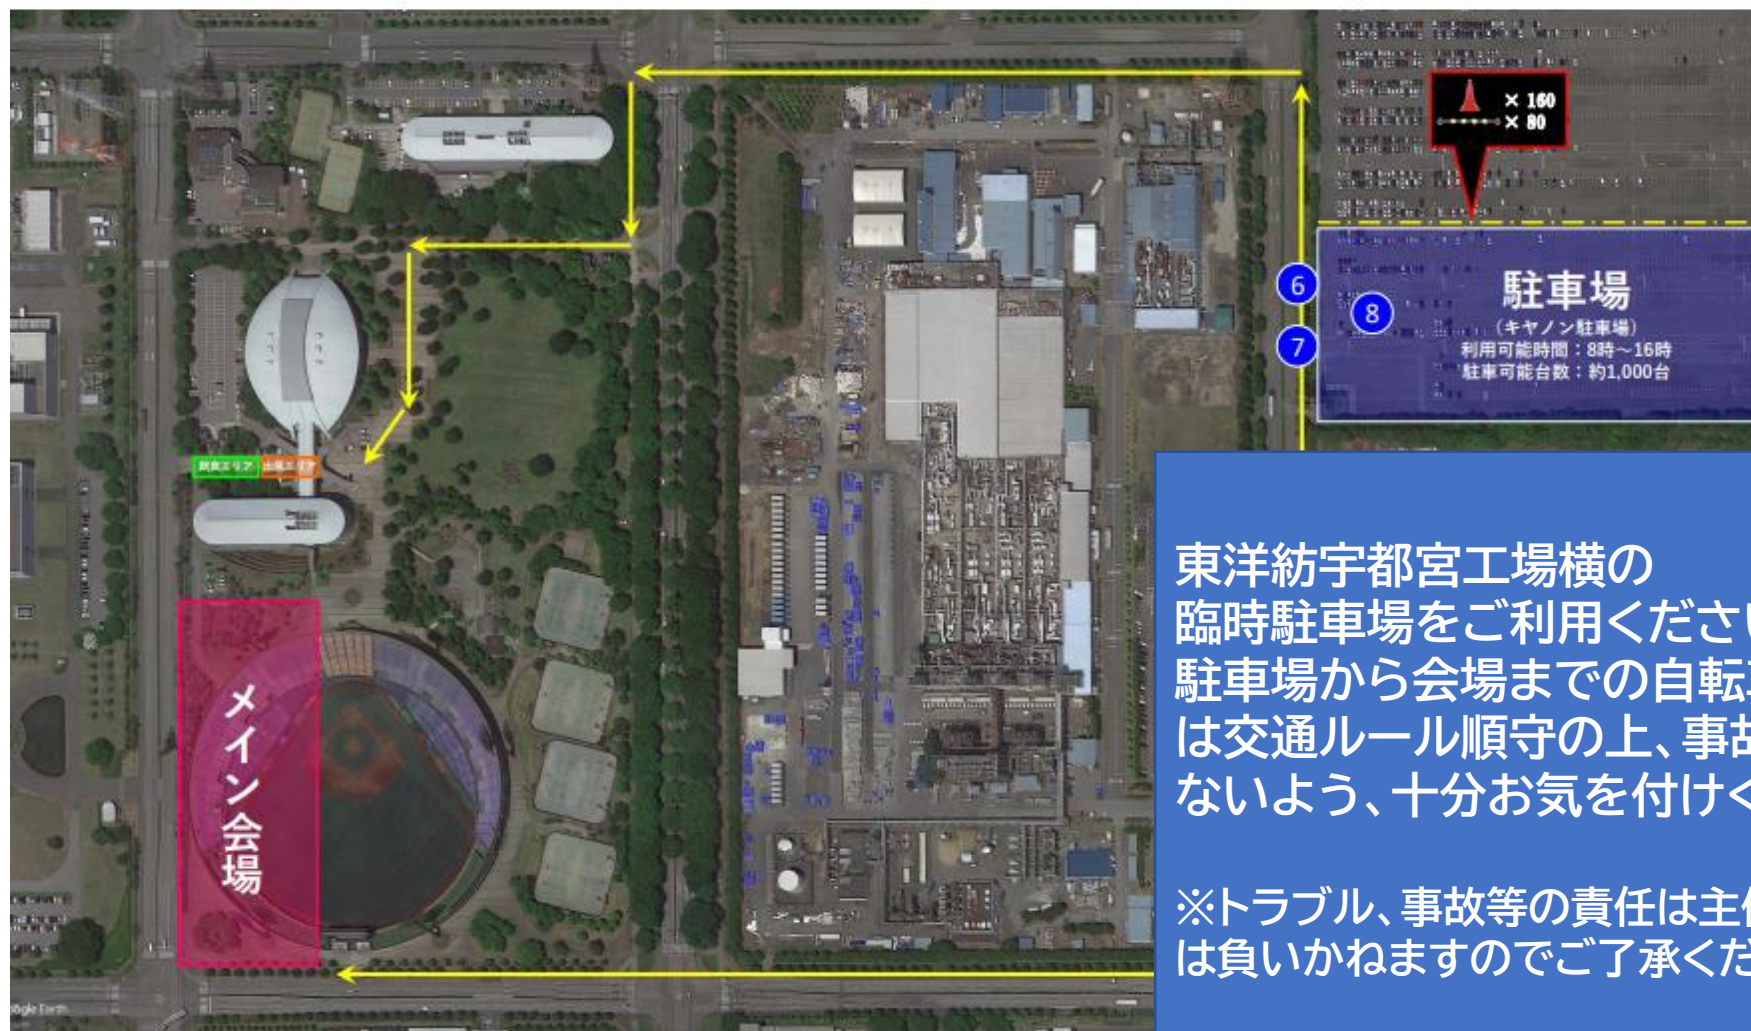 × 160
× 80
6
7
8
駐車場
(キヤノン駐車場)
利用可能時間：8時～16時
駐車可能台数：約1,000台
飲食エリア
出展エリア
メイン会場
東洋紡宇都宮工場横の
臨時駐車場をご利用ください
駐車場から会場までの自転
は交通ルール順守の上、事故
ないよう、十分お気を付けく
※トラブル、事故等の責任は主
は負いかねますのでご了承くだ
Google Earth